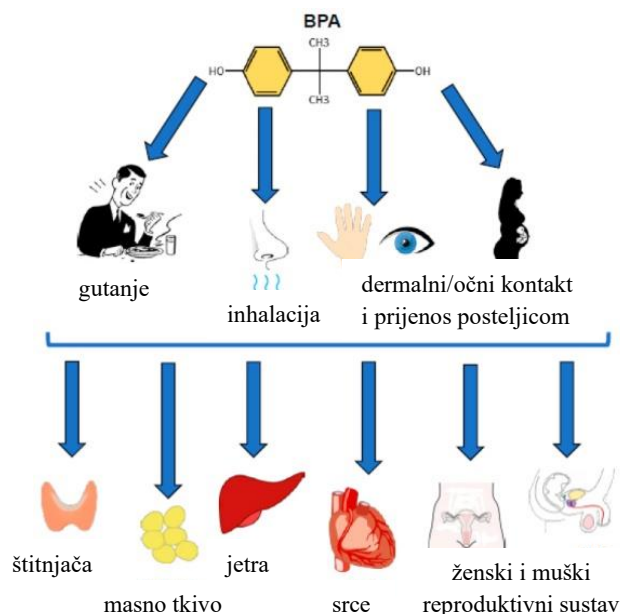 BPA
CH3
HO
OH
CH3
gutanje
inhalacija
dermalni/očni kontakt
i prijenos posteljicom
štitnjača
masno tkivo
jetra
srce
ženski i muški
reproduktivni sustav